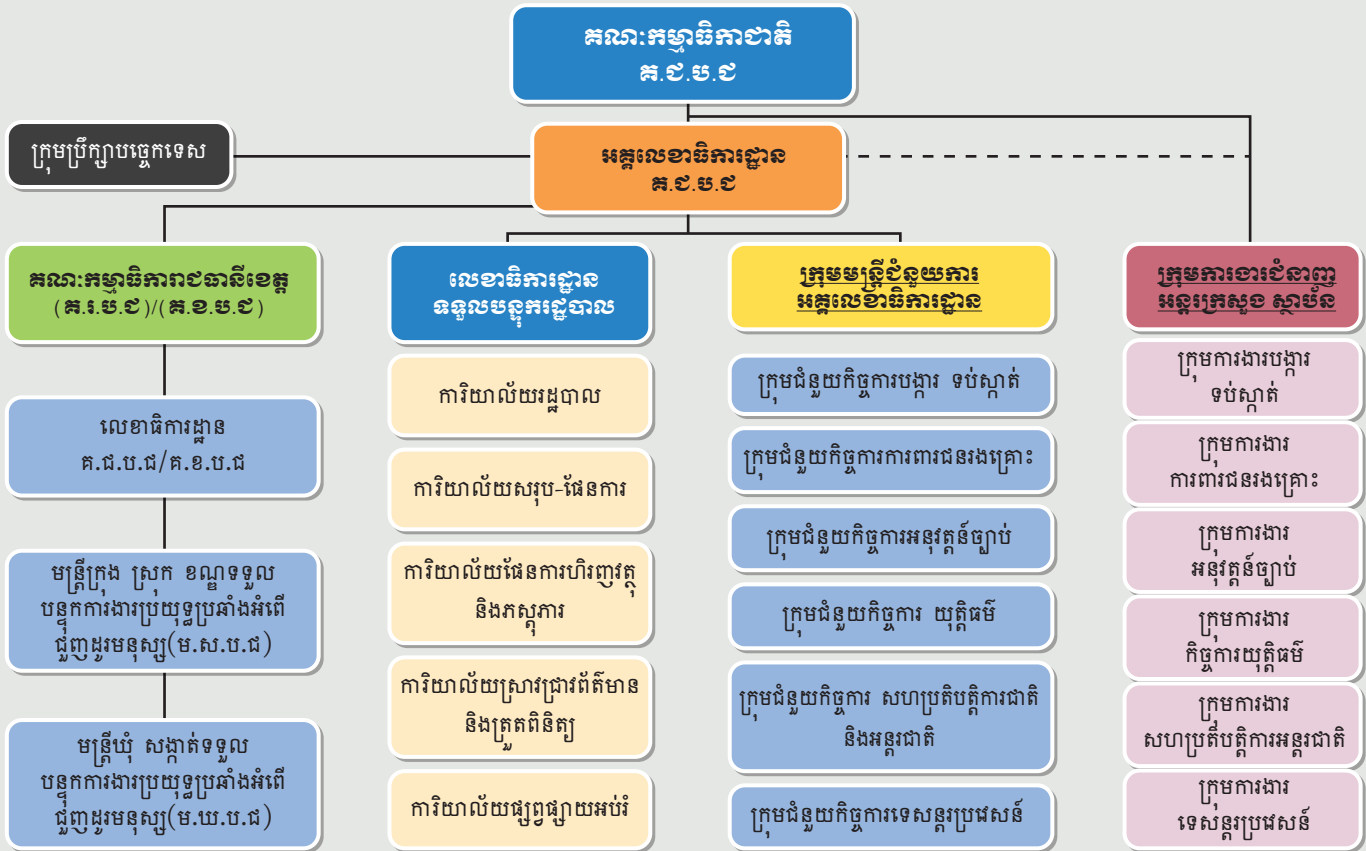 គណៈកម្មាធិការជាតិ
គ.ជ.ប.ជ
ក្រុមប្រឹក្សាបច្ចេកទេស
អគ្គលេខាធិការដ្ឋាន
គ.ជ.ប.ជ
គណៈកម្មាធិការរាជធានីខេត្ត
(គ.រ.ប.ជ)/(គ.ខ.ប.ជ)
លេខាធិការដ្ឋាន
គ.ជ.ប.ជ/គ.ខ.ប.ជ
មន្ត្រីក្រុង ស្រុក ខណ្ឌទទួល
បន្ទុកការងារប្រយុទ្ធប្រឆាំងអំពើ
ជួញដូរមនុស្ស(ម.ស.ប.ជ)
មន្ត្រីឃុំ សង្កាត់ទទួល
បន្ទុកការងារប្រយុទ្ធប្រឆាំងអំពើ
ជួញដូរមនុស្ស(ម.ឃ.ប.ជ)
លេខាធិការដ្ឋាន
ទទួលបន្ទុករដ្ឋបាល
ការិយាល័យរដ្ឋបាល
ការិយាល័យសរុប-ផែនការ
ការិយាល័យផែនការហិរញវត្ថុ
និងភស្តុភារ
ការិយាល័យស្រាវជ្រាវព័ត៌មាន
និងត្រួតពិនិត្យ
ការិយាល័យផ្សព្វផ្សាយអប់រំ
ក្រុមមន្ត្រីជំនួយការ
អគ្គលេខាធិការដ្ឋាន
ក្រុមជំនួយកិច្ចការបង្ការ ទប់ស្កាត់
ក្រុមជំនួយកិច្ចការការពារជនរងគ្រោះ
ក្រុមជំនួយកិច្ចការអនុវត្តន៍ច្បាប់
ក្រុមជំនួយកិច្ចការ យុត្តិធម៌
ក្រុមជំនួយកិច្ចការ សហប្រតិបត្តិការជាតិ
និងអន្តរជាតិ
ក្រុមជំនួយកិច្ចការទេសន្តរប្រវេសន៍
ក្រុមការងារជំនាញ
អន្តរក្រសួង ស្ថាប័ន
ក្រុមការងារបង្ការ
ទប់ស្កាត់
ក្រុមការងារ
ការពារជនរងគ្រោះ
ក្រុមការងារ
អនុវត្តន៍ច្បាប់
ក្រុមការងារ
កិច្ចការយុត្តិធម៌
ក្រុមការងារ
សហប្រតិបត្តិការអន្តរជាតិ
ក្រុមការងារ
ទេសន្តរប្រវេសន៍